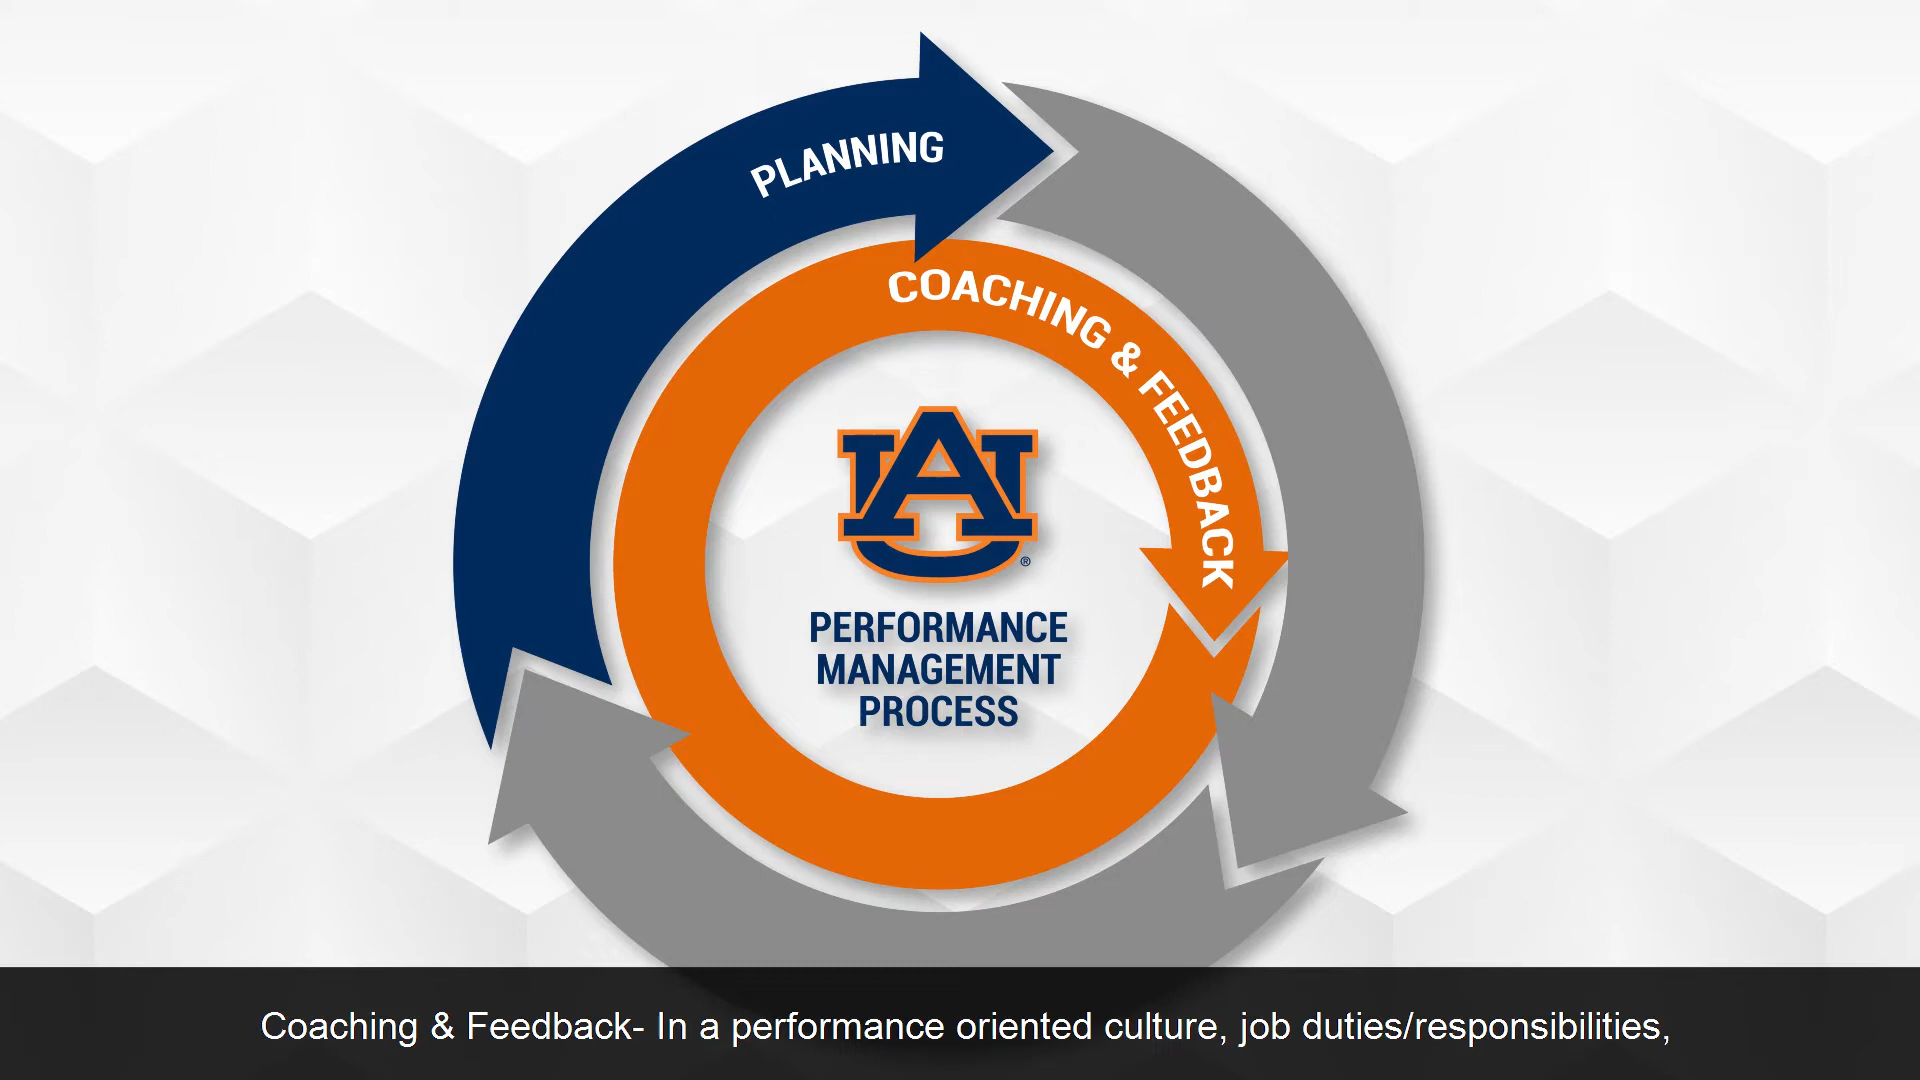 PLANNING
COACHING & FEEDBACK
AU
®
PERFORMANCE
MANAGEMENT
PROCESS
Coaching & Feedback- In a performance oriented culture, job duties/responsibilities,